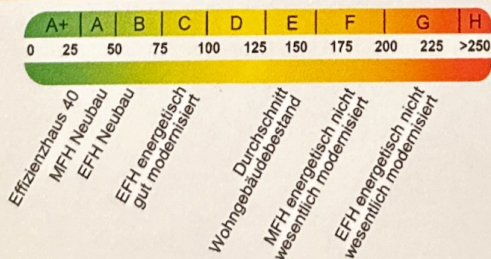 A+ A B C D E F G H
0 25 50 75 100 125 150 175 200 225 >250
Effizienzhaus 40
MFH Neubau
EFH Neubau
EFH energetisch
gut modernisiert
Durchschnitt
Wohngebäudebestand
MFH energetisch nicht
wesentlich modernisiert
EFH energetisch nicht
wesentlich modernisiert